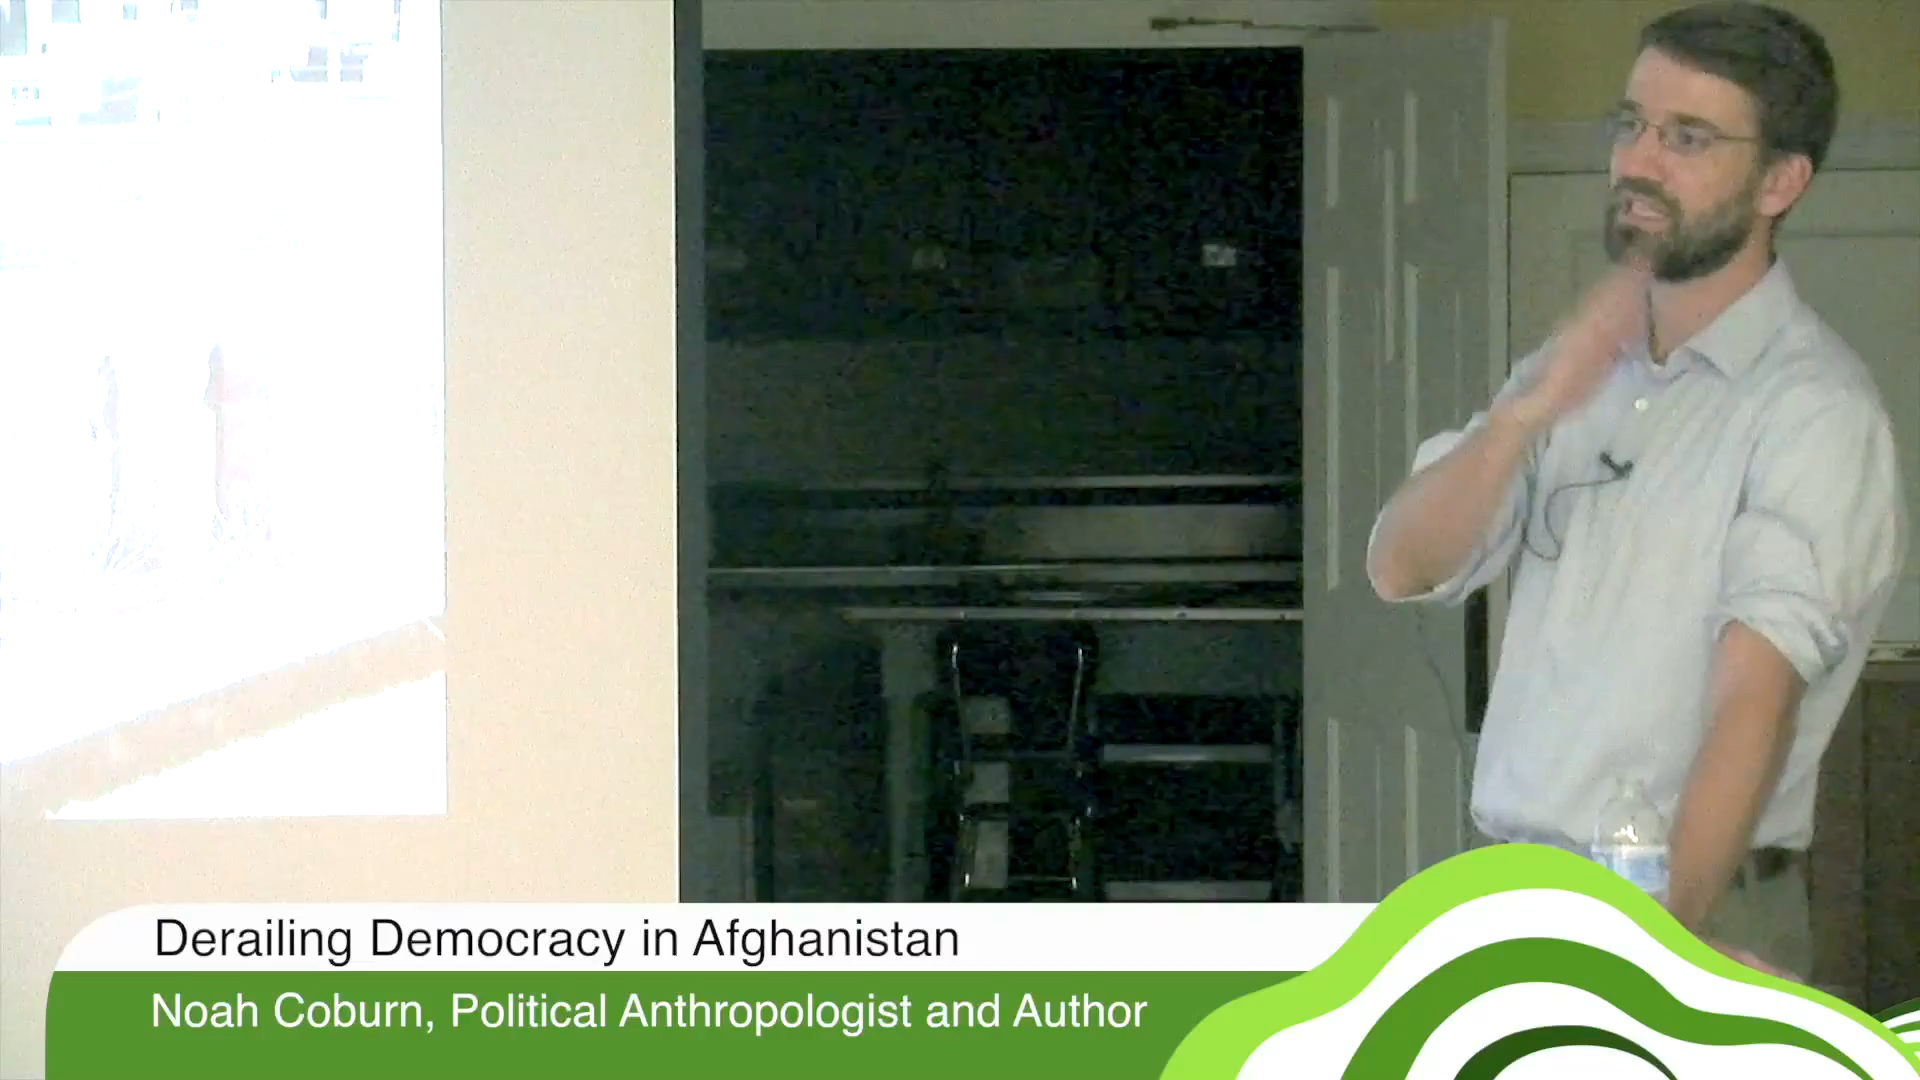 Derailing Democracy in Afghanistan
Noah Coburn, Political Anthropologist and Author